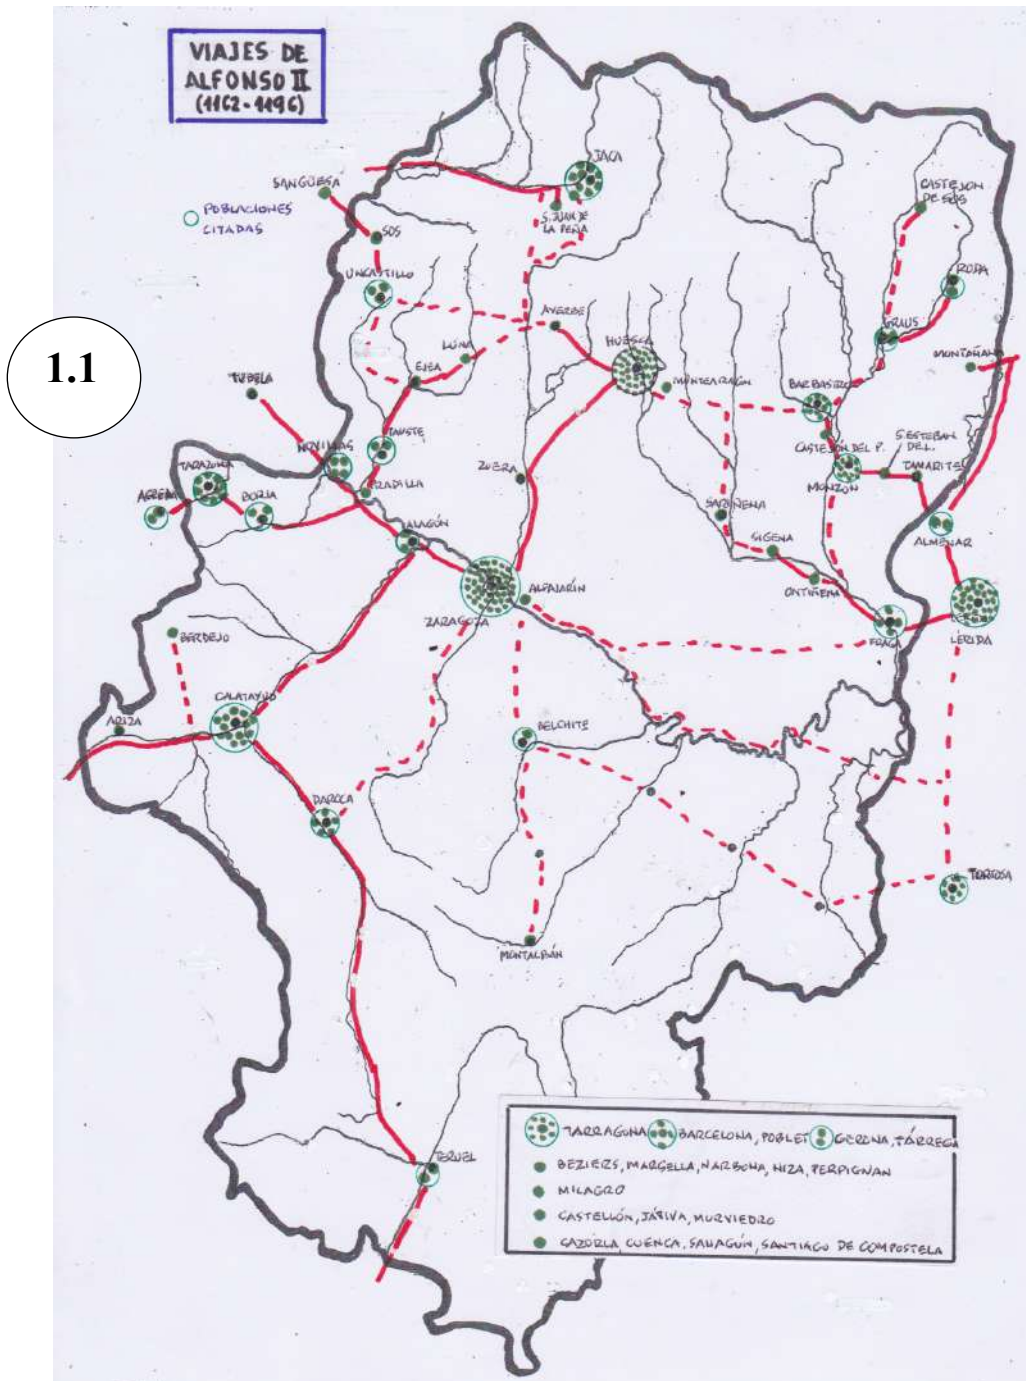 VIAJES DE
ALFONSO II
(1162-1196)
JACA
SANGÜESA
CASTEJON
DE SOS
POBLACIONES
CITADAS
S. JUAN DE
LA PEÑA
SOS
UNCASTILLO
RODA
AYERBE
GRAUS
LUNA
HUESCA
1.1
EJEA
MONTAÑANA
TUDELA
MONTEARAGÓN
BARBASTRO
TAUSTE
NOVILLAS
CASTEJÓN DEL P.
S. ESTEBAN
DEL.
TARAZONA
ZUERA
TAMARITE
AGREDA
BORJA
PRADILLA
MONZÓN
SARIÑENA
ALAGÓN
SIGENA
ALMENAR
ALFAJARÍN
ONTIÑENA
ZARAGOZA
BERDEJO
FRAGA
LÉRIDA
CALATAYUD
ARIZA
BELCHITE
DAROCA
TORTOSA
MONTALBÁN
TARRAGONA BARCELONA, POBLET GERONA, TÁRREGA
TERUEL
BEZIERS, MARSELLA, NARBONA, NIZA, PERPIGNAN
MILAGRO
CASTELLÓN, JÁTIVA, MURVIEDRO
CAZORLA, CUENCA, SAHAGÚN, SANTIAGO DE COMPOSTELA